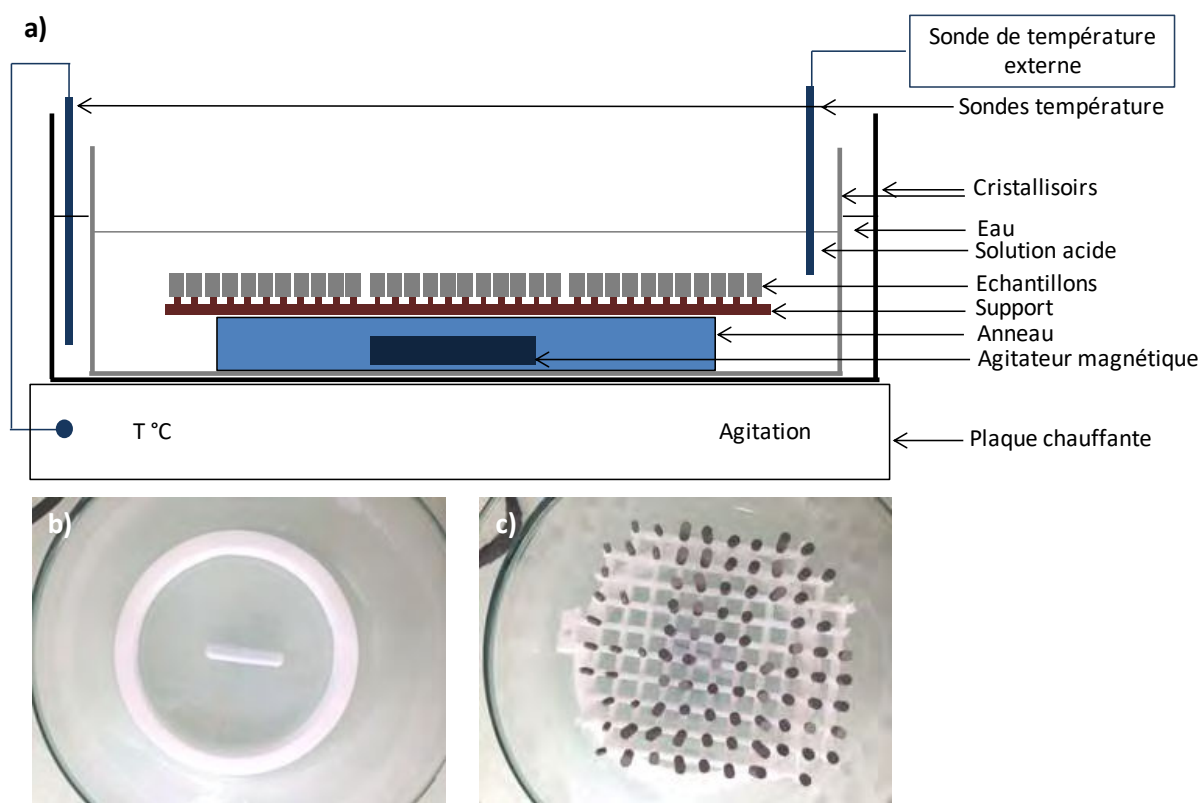 a)
Sonde de température
externe
Sondes température
Cristallisoirs
Eau
Solution acide
Echantillons
Support
Anneau
Agitateur magnétique
T °C
Agitation
Plaque chauffante
b)
c)